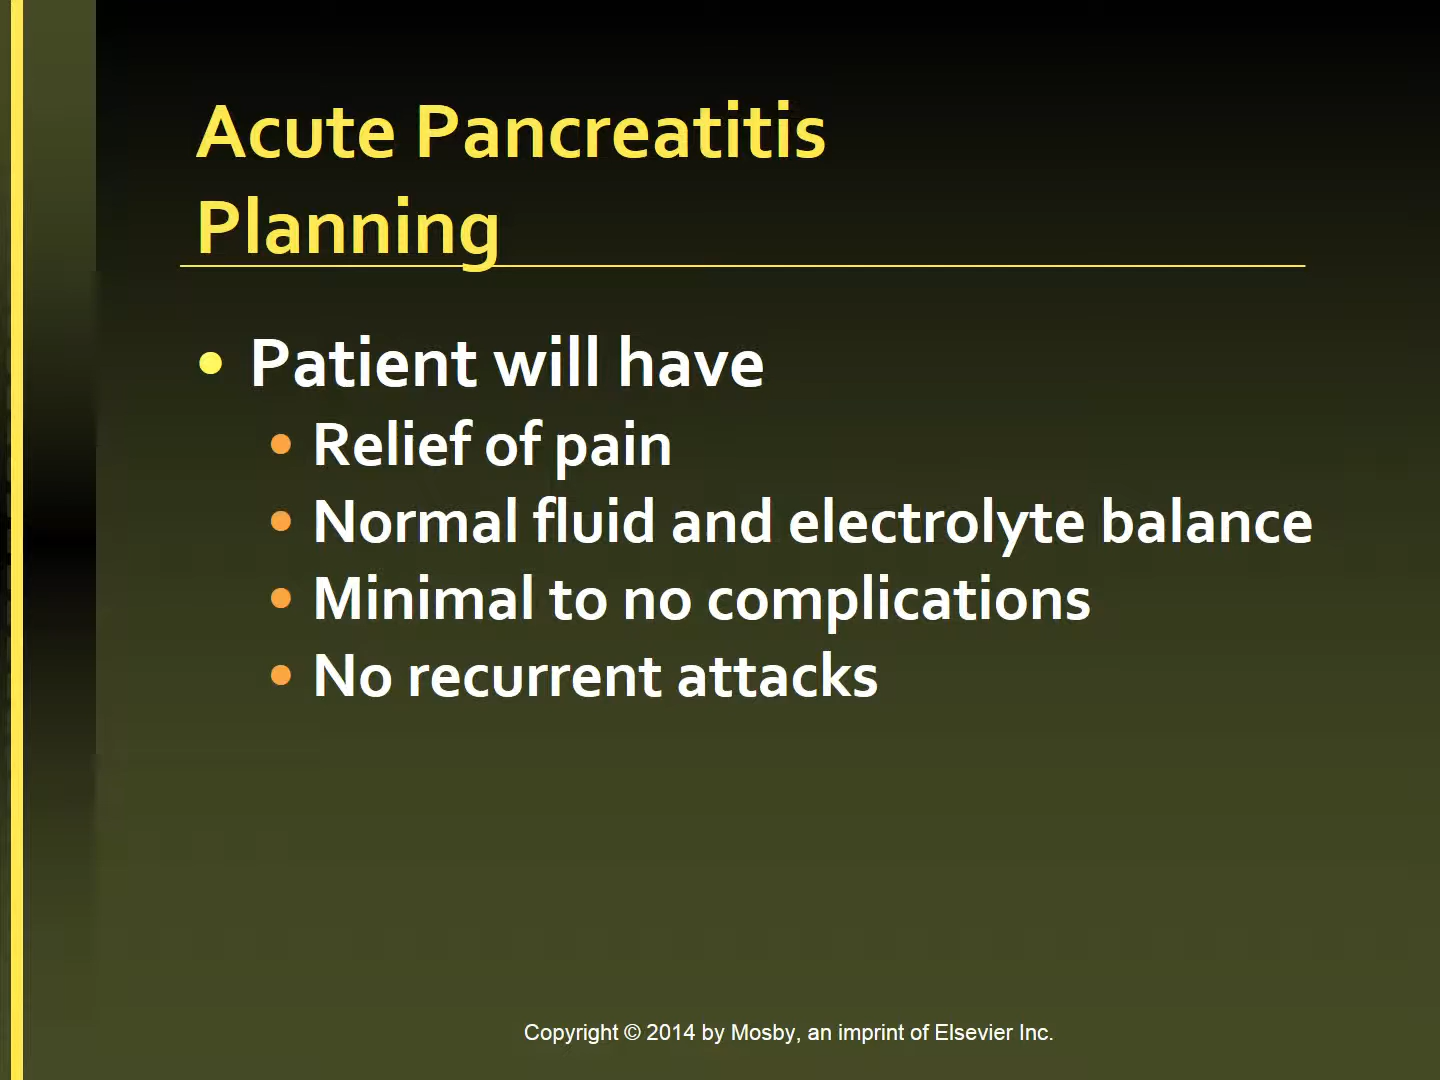 Acute Pancreatitis
Planning
• Patient will have
• Relief of pain
• Normal fluid and electrolyte balance
• Minimal to no complications
• No recurrent attacks
Copyright © 2014 by Mosby, an imprint of Elsevier Inc.